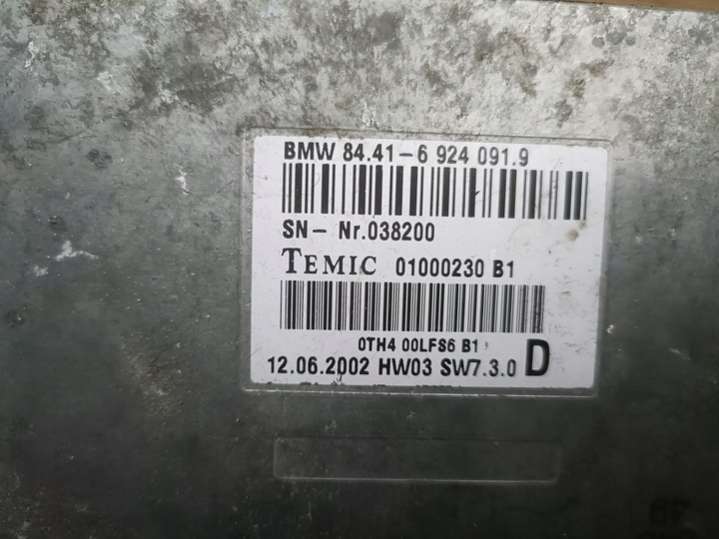 BMW 84.41-6 924 091.9
SN- Nr.038200
TEMIC 01000230 B1
0TH4 00LFS6 B1
12.06.2002 HW03 SW7.3.0 D